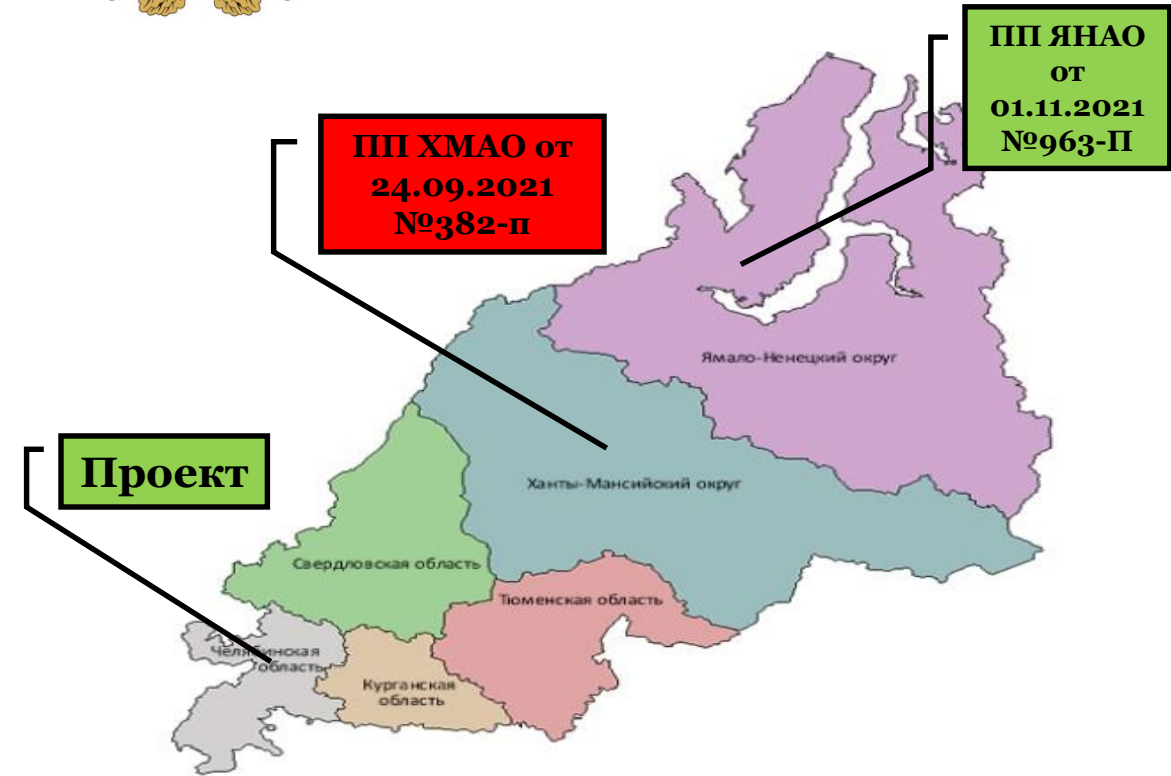 ПП ЯНАО
от
01.11.2021
№963-П
ПП ХМАО от
24.09.2021
№382-п
Ямало-Ненецкий округ
Проект
Ханты-Мансийский округ
Свердловская область
Тюменская область
Челябинская
область
Курганская
область